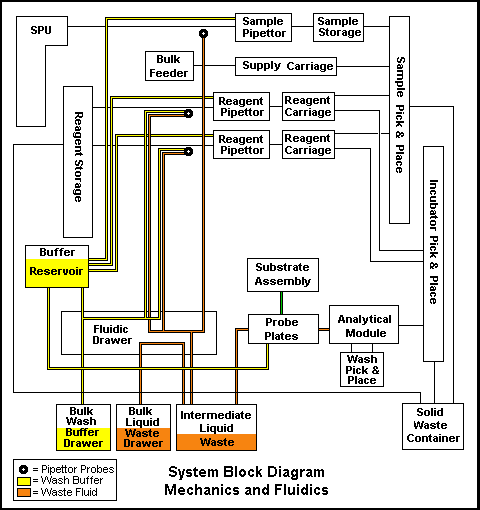 SPU
Sample
Pipettor
Sample
Storage
Bulk
Feeder
Supply Carriage
Sample Pick & Place
Reagent Storage
Reagent
Pipettor
Reagent
Carriage
Reagent
Pipettor
Reagent
Carriage
Incubator Pick & Place
Buffer
Reservoir
Substrate
Assembly
Fluidic
Drawer
Probe
Plates
Analytical
Module
Wash
Pick &
Place
Bulk
Wash
Buffer
Drawer
Bulk
Liquid
Waste
Drawer
Intermediate
Liquid
Waste
Solid
Waste
Container
= Pipettor Probes
= Wash Buffer
= Waste Fluid
System Block Diagram
Mechanics and Fluidics